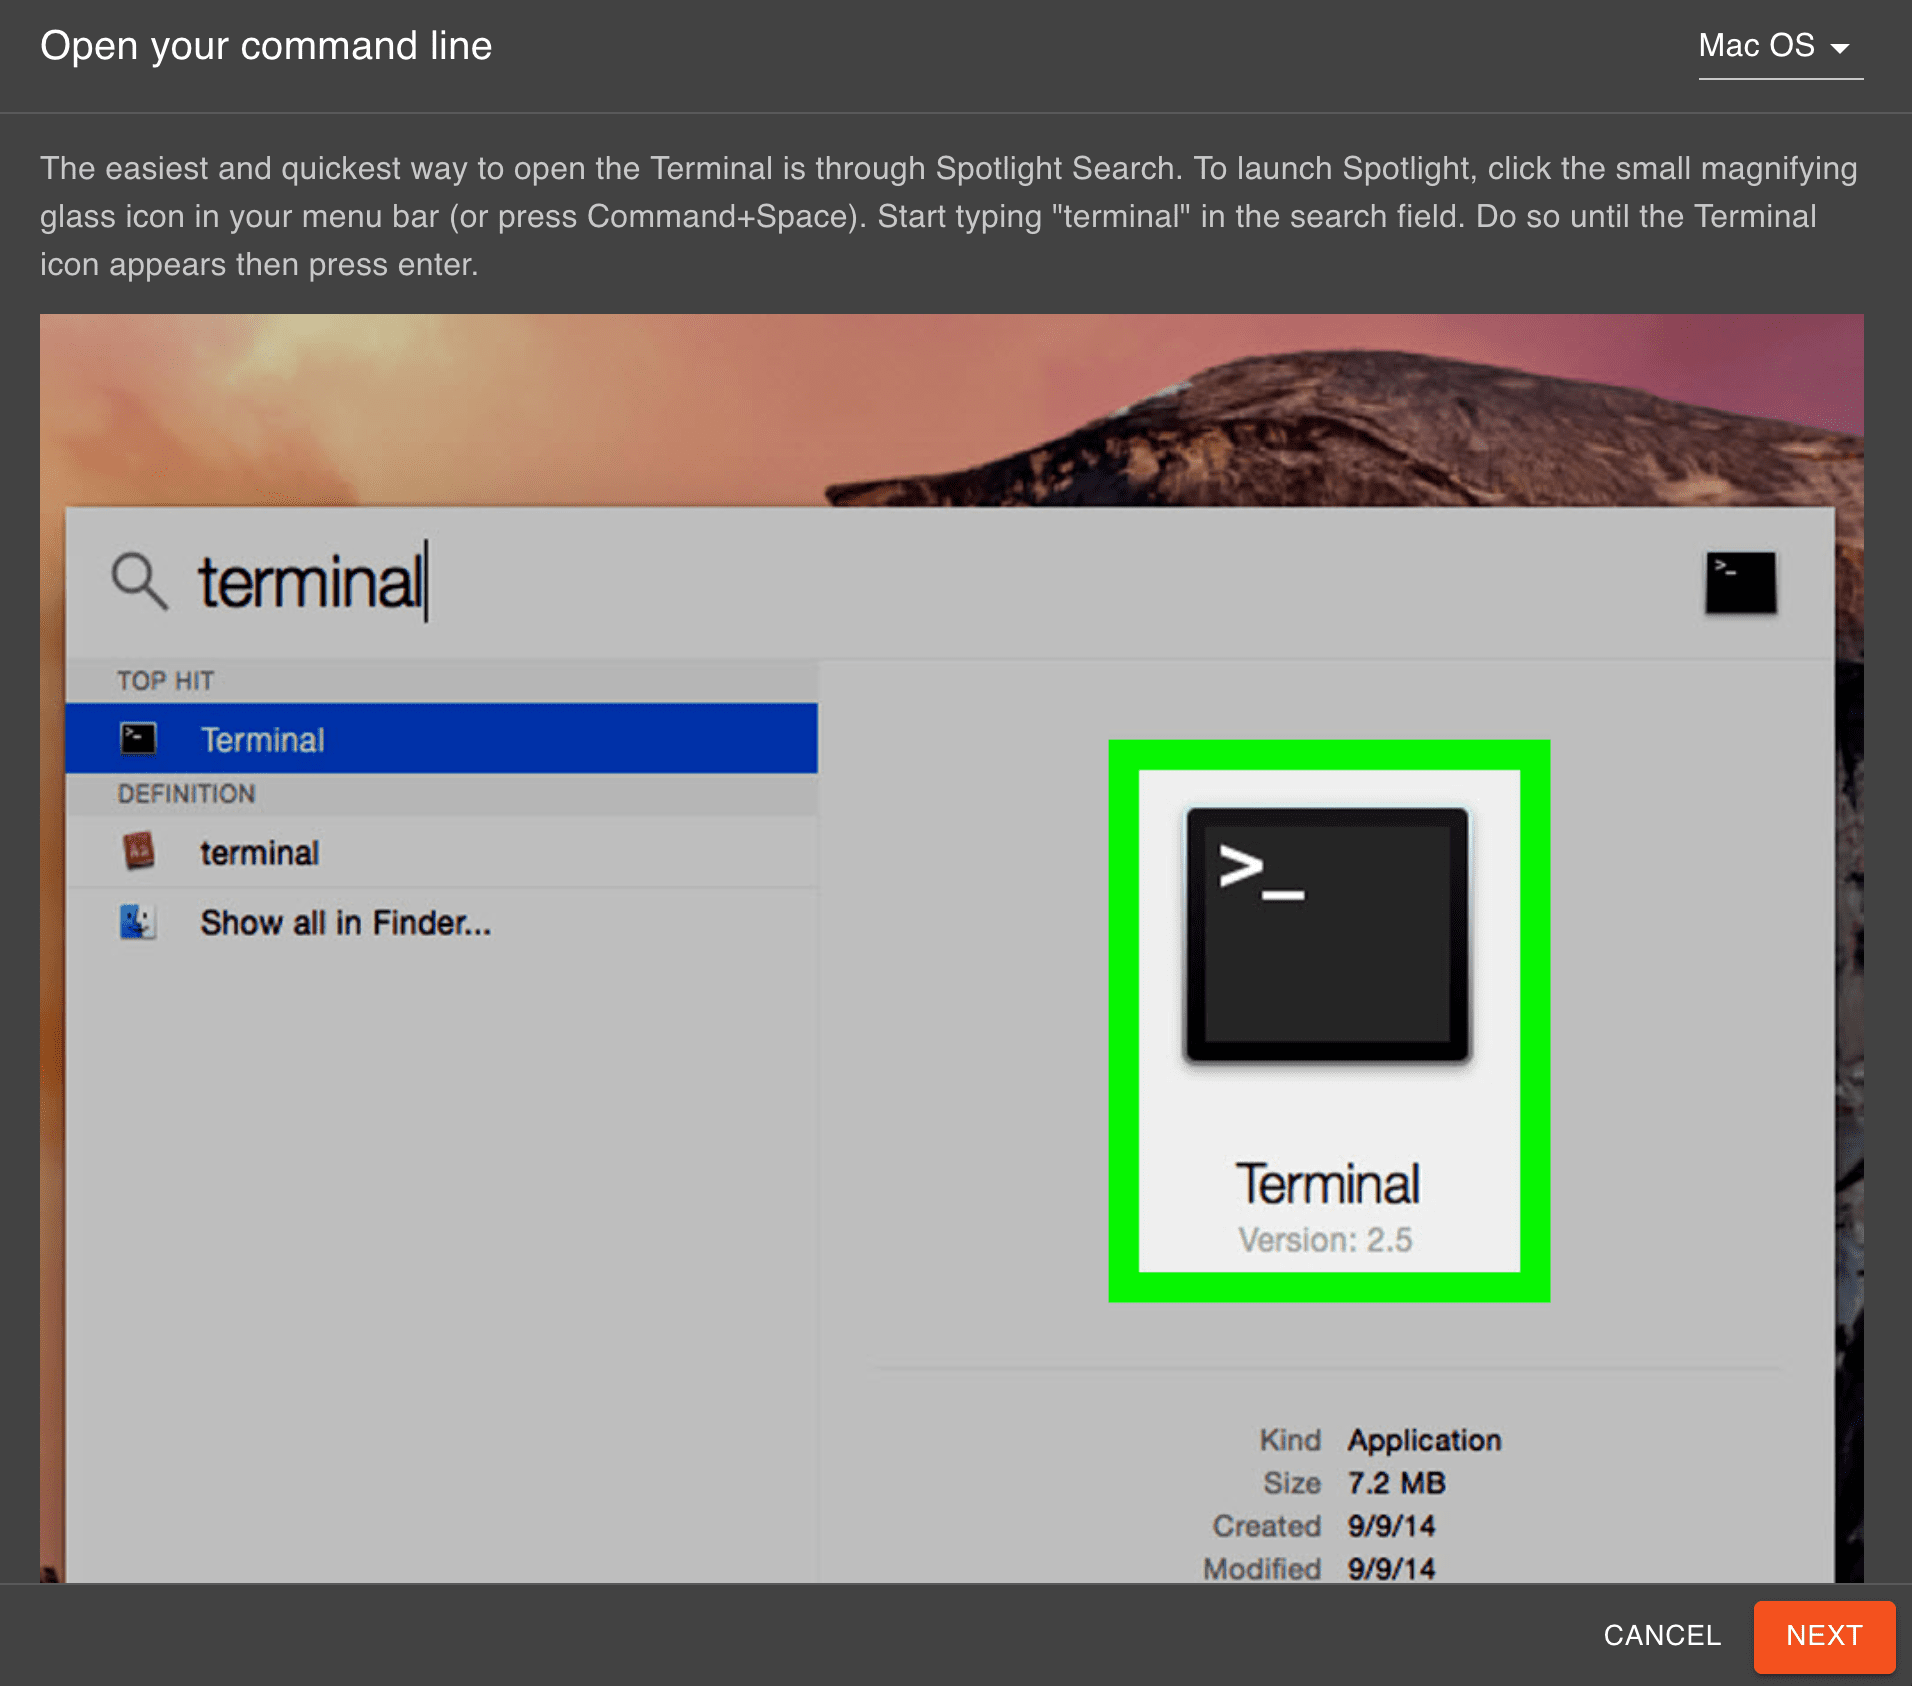 Open your command line
Mac OS
The easiest and quickest way to open the Terminal is through Spotlight Search. To launch Spotlight, click the small magnifying
glass icon in your menu bar (or press Command+Space). Start typing "terminal" in the search field. Do so until the Terminal
icon appears then press enter.
terminal
>_
TOP HIT
>_ Terminal
DEFINITION
terminal
Show all in Finder...
>_
Terminal
Version: 2.5
Kind Application
Size 7.2 MB
Created 9/9/14
Modified 9/9/14
CANCEL
NEXT